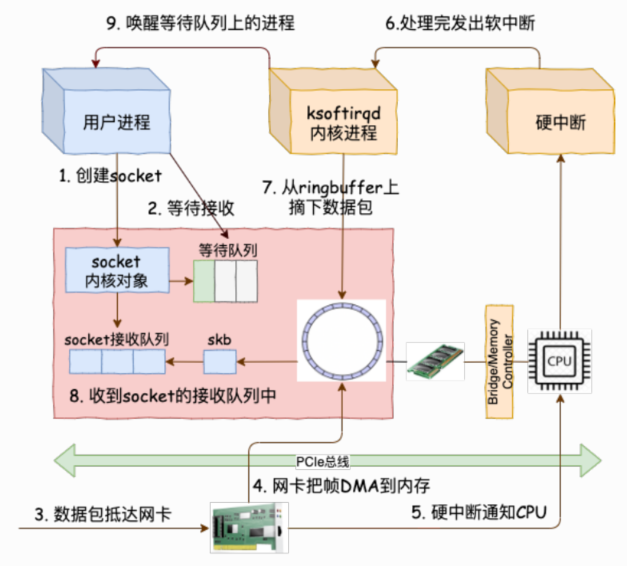 9. 唤醒等待队列上的进程
6.处理完发出软中断
用户进程
ksoftirqd
内核进程
硬中断
1. 创建socket
2. 等待接收
7. 从ringbuffer上
摘下数据包
等待队列
socket
内核对象
socket接收队列
skb
8. 收到socket的接收队列中
Bridge/Memory
Controller
CPU
PCIe总线
4. 网卡把帧DMA到内存
3. 数据包抵达网卡
5. 硬中断通知CPU